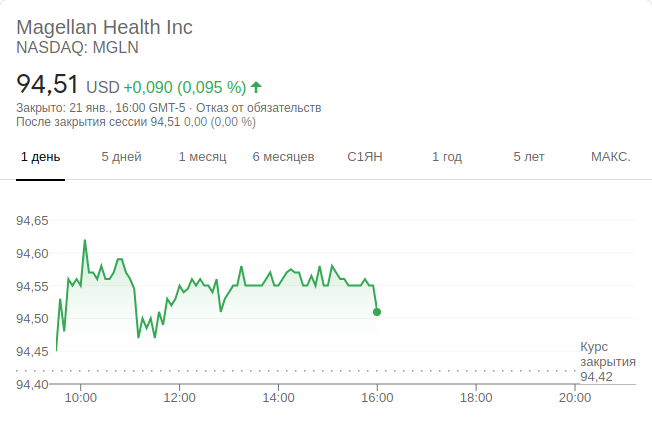 Magellan Health Inc
NASDAQ: MGLN
94,51 USD +0,090 (0,095 %)
Закрыто: 21 янв., 16:00 GMT-5 · Отказ от обязательств
После закрытия сессии 94,51 0,00 (0,00 %)
1 день 5 дней 1 месяц 6 месяцев С1ЯН 1 год 5 лет МАКС.
94,65
94,60
94,55
94,50
94,45
94,40
Курс
закрытия
94,42
10:00 12:00 14:00 16:00 18:00 20:00